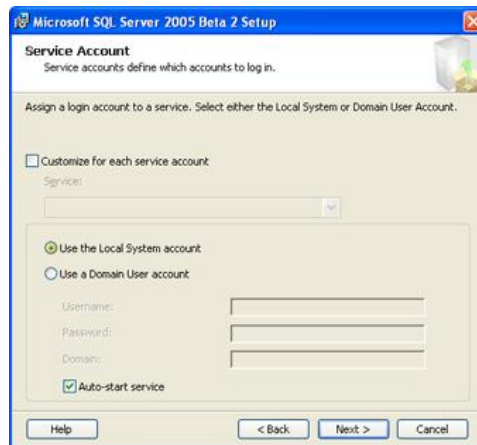 Microsoft SQL Server 2005 Beta 2 Setup
Service Account
Service accounts define which accounts to log in.
Assign a login account to a service. Select either the Local System or Domain User Account.
Customize for each service account
Service:
Use the Local System account
Use a Domain User account
Username:
Password:
Domain:
Auto-start service
Help
< Back
Next >
Cancel